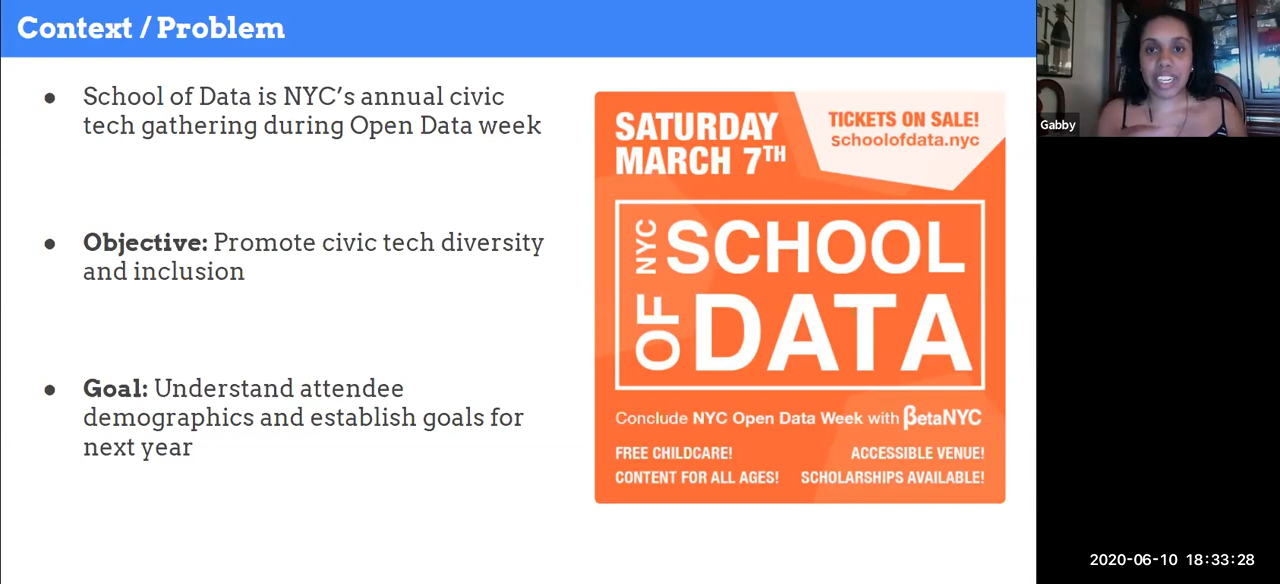 Context / Problem
● School of Data is NYC’s annual civic
tech gathering during Open Data week
● Objective: Promote civic tech diversity
and inclusion
● Goal: Understand attendee
demographics and establish goals for
next year
SATURDAY
MARCH 7TH
TICKETS ON SALE!
schoolofdata.nyc
NYC SCHOOL
OF DATA
Conclude NYC Open Data Week with βetaNYC
FREE CHILDCARE!
ACCESSIBLE VENUE!
CONTENT FOR ALL AGES!
SCHOLARSHIPS AVAILABLE!
Gabby
2020-06-10 18:33:28